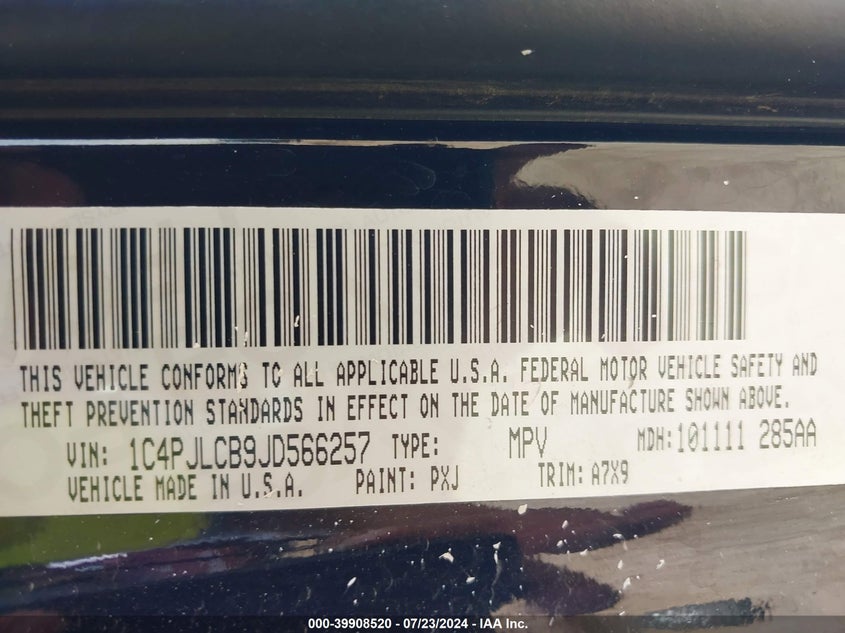 THIS VEHICLE CONFORMS TO ALL APPLICABLE U.S.A. FEDERAL MOTOR VEHICLE SAFETY AND
THEFT PREVENTION STANDARDS IN EFFECT ON THE DATE OF MANUFACTURE SHOWN ABOVE.
VIN: 1C4PJLCB9JD566257 TYPE: MPV MDH:101111 285AA
VEHICLE MADE IN U.S.A. PAINT: PXJ TRIM: A7X9
000-39908520 - 07/23/2024 - IAA Inc.